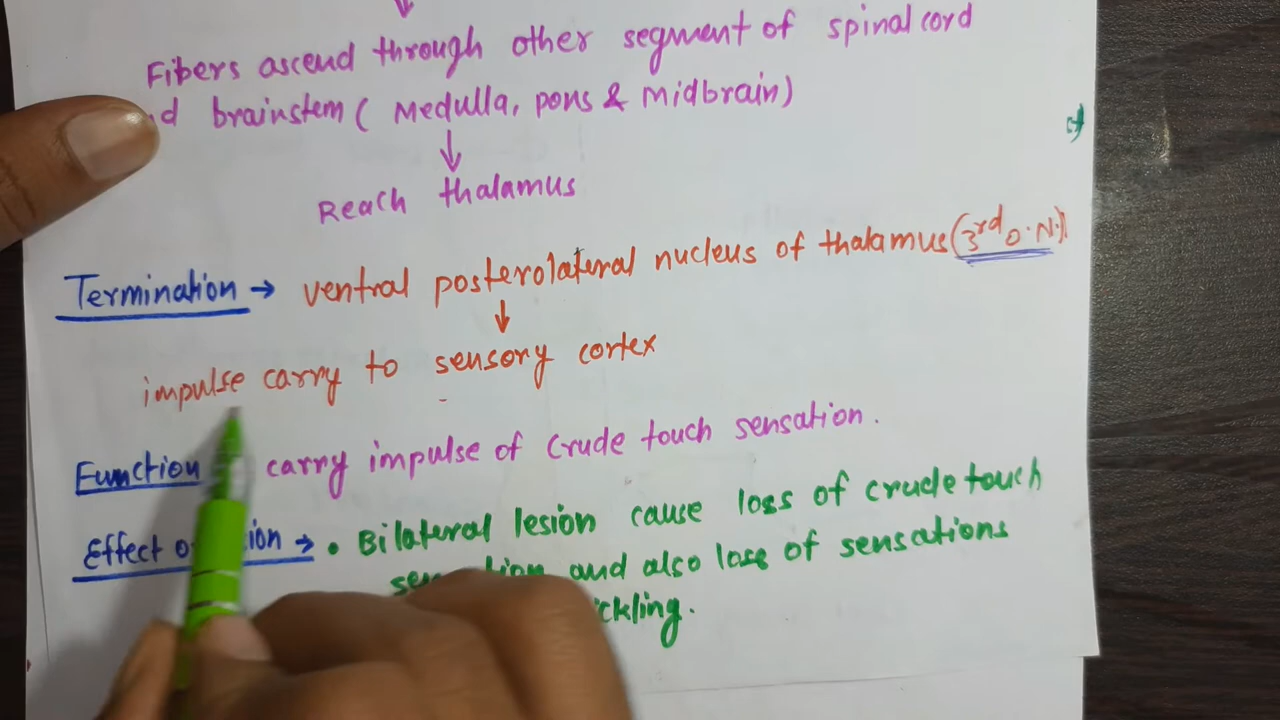 Fibers ascend through other segment of spinal cord
brainstem ( Medulla, pons & Midbrain)
Reach thalamus
Termination → ventral posterolateral nucleus of thalamus (3rd O.N.)
impulse carry to sensory cortex
Function carry impulse of crude touch sensation.
Effect → • Bilateral lesion cause loss of crude touch
and also loss of sensations